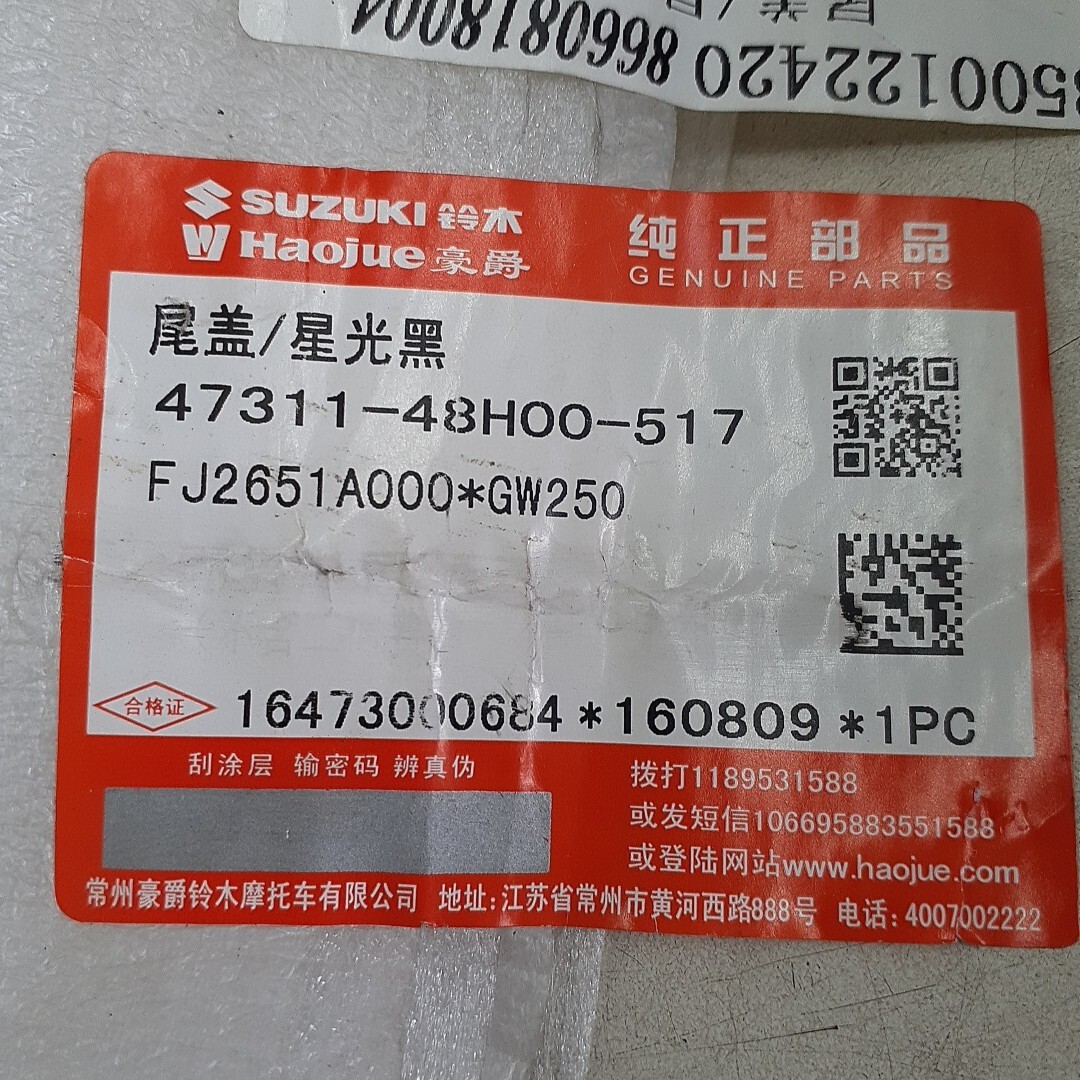 8660818004
500122420
SUZUKI 铃木
Haojue 豪爵
纯正部品
GENUINE PARTS
尾盖/星光黑
47311-48H00-517
FJ2651A000*GW250
合格证
16473000684*160809*1PC
刮涂层 输密码 辨真伪
拨打1189531588
或发短信106695883551588
或登陆网站www.haojue.com
常州豪爵铃木摩托车有限公司 地址:江苏省常州市黄河西路888号 电话:4007002222